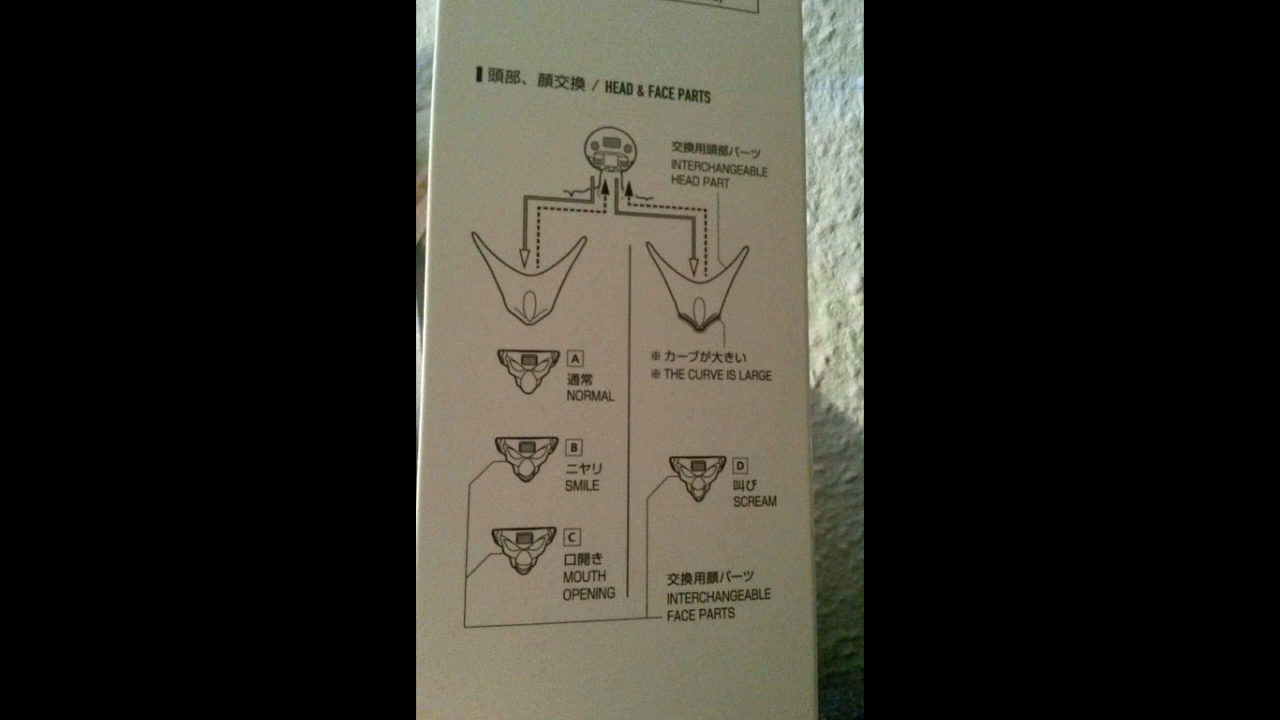 頭部、顔交換 / HEAD & FACE PARTS
交換用頭部パーツ
INTERCHANGEABLE
HEAD PART
※ カーブが大きい
※ THE CURVE IS LARGE
A
通常
NORMAL
B
ニヤリ
SMILE
D
叫び
SCREAM
C
口開き
MOUTH
OPENING
交換用顔パーツ
INTERCHANGEABLE
FACE PARTS